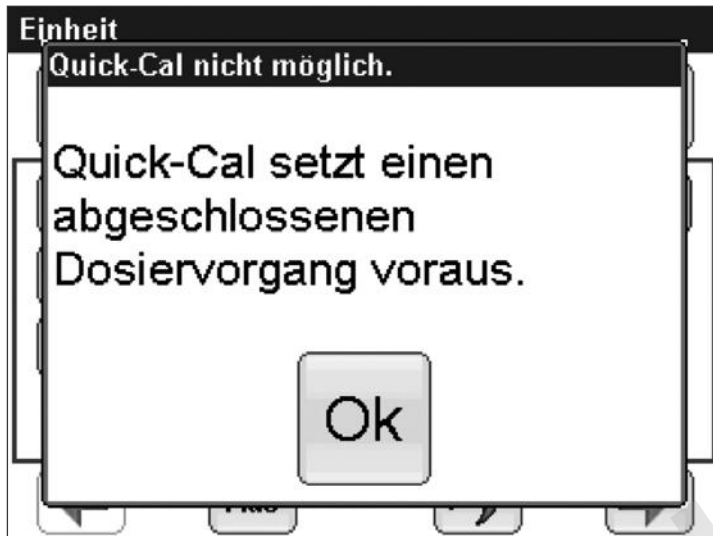 Einheit
Quick-Cal nicht möglich.
Quick-Cal setzt einen
abgeschlossenen
Dosiervorgang voraus.
Ok